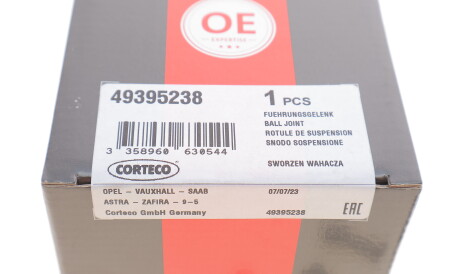 OE
EXPERTISE
49395238
1 PCS
FUEHRUNGSGELENK
BALL JOINT
ROTULE DE SUSPENSION
SNODO SOSPENSIONE
3 358960 630544
CORTECO
SWORZEN WAHACZA
OPEL - VAUXHALL - SAAB
07/07/23
ASTRA - ZAFIRA - 9-5
Corteco GmbH Germany
49395238
EAC